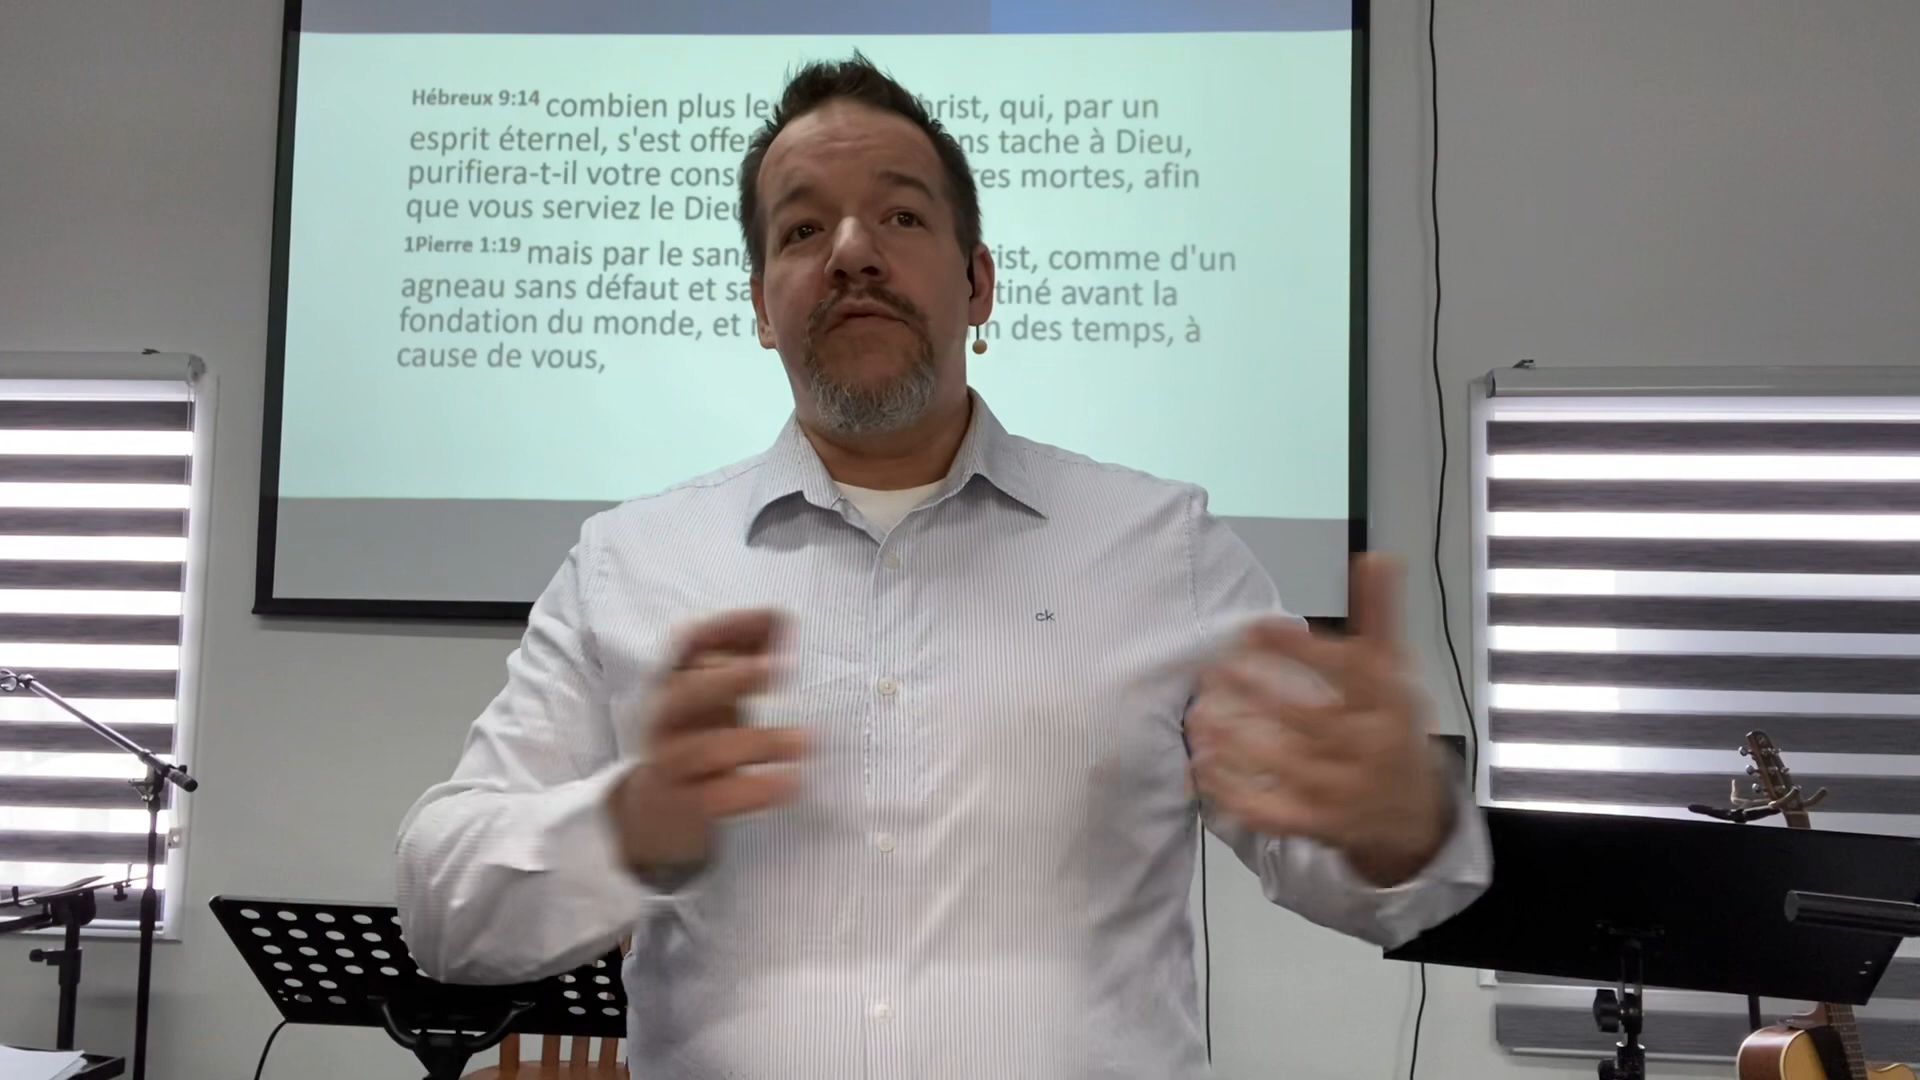 Hébreux 9:14 combien plus le hrist, qui, par un
esprit éternel, s'est offe ns tache à Dieu,
purifiera-t-il votre cons res mortes, afin
que vous serviez le Dieu
1Pierre 1:19 mais par le sang rist, comme d'un
agneau sans défaut et sa tiné avant la
fondation du monde, et n des temps, à
cause de vous,
ck